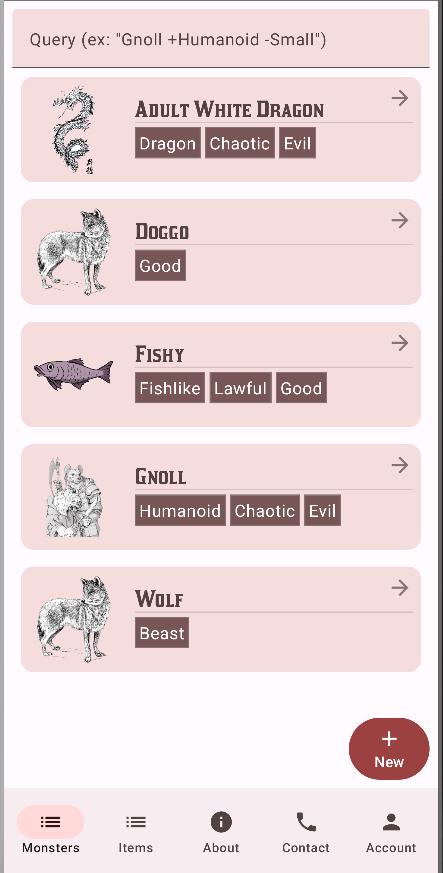 Query (ex: "Gnoll +Humanoid -Small")
Adult White Dragon
Dragon Chaotic Evil
Doggo
Good
Fishy
Fishlike Lawful Good
Gnoll
Humanoid Chaotic Evil
Wolf
Beast
+
New
Monsters Items About Contact Account